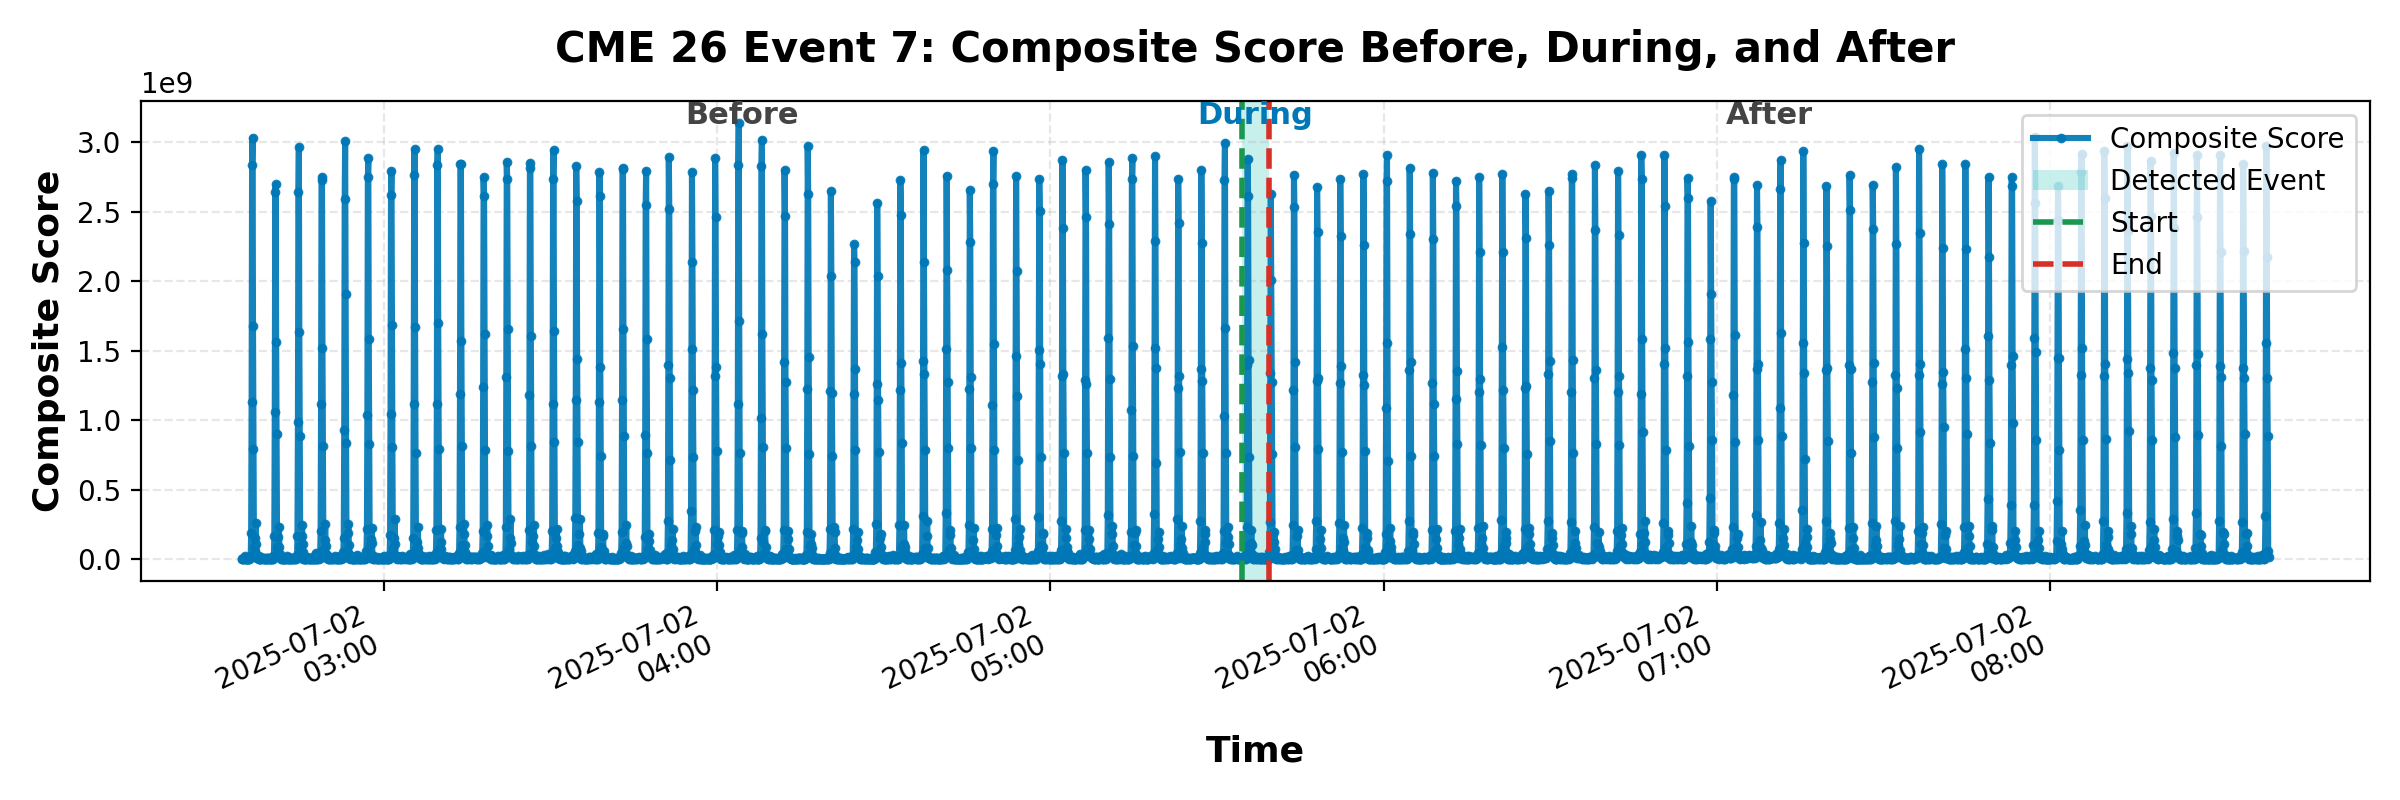 CME 26 Event 7: Composite Score Before, During, and After
1e9
Before
During
After
Composite Score
Detected Event
Start
End
3.0
2.5
2.0
1.5
1.0
0.5
0.0
Composite Score
2025-07-02
03:00
2025-07-02
04:00
2025-07-02
05:00
2025-07-02
06:00
2025-07-02
07:00
2025-07-02
08:00
Time